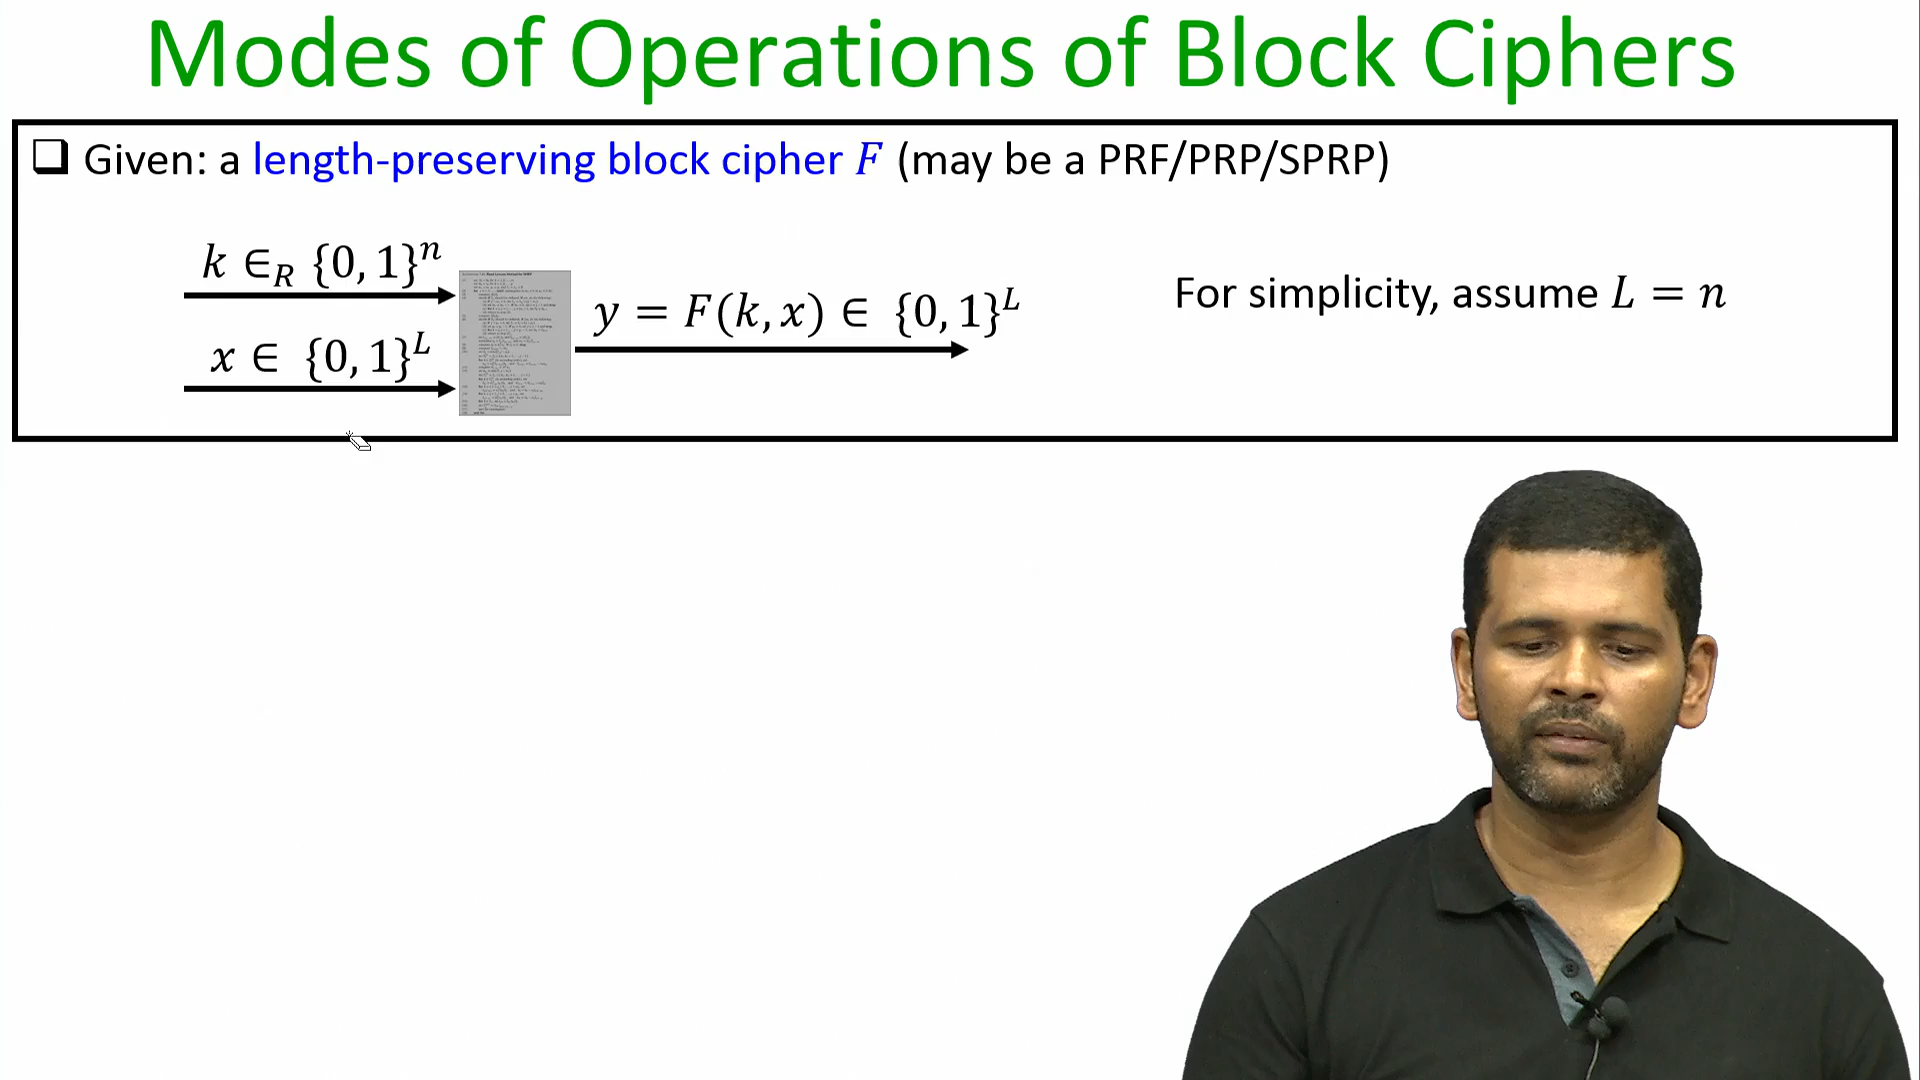 Modes of Operations of Block Ciphers
❑ Given: a length-preserving block cipher F (may be a PRF/PRP/SPRP)
k ∈_R {0, 1}^n
x ∈ {0, 1}^L
y = F(k, x) ∈ {0, 1}^L
For simplicity, assume L = n